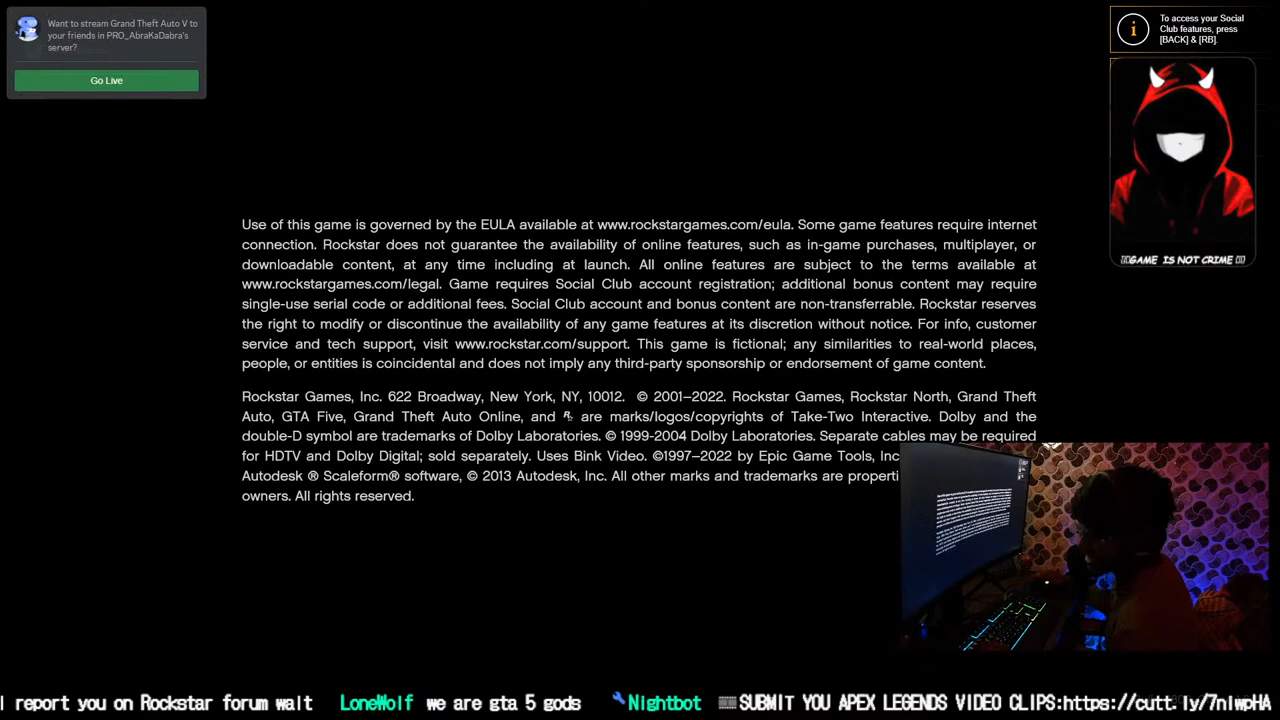 Want to stream Grand Theft Auto V to
your friends in PRO_AbraKaDabra's
server?
Go Live
To access your Social
Club features, press
[BACK] & [RB].
GAME IS NOT CRIME
Use of this game is governed by the EULA available at www.rockstargames.com/eula. Some game features require internet
connection. Rockstar does not guarantee the availability of online features, such as in-game purchases, multiplayer, or
downloadable content, at any time including at launch. All online features are subject to the terms available at
www.rockstargames.com/legal. Game requires Social Club account registration; additional bonus content may require
single-use serial code or additional fees. Social Club account and bonus content are non-transferrable. Rockstar reserves
the right to modify or discontinue the availability of any game features at its discretion without notice. For info, customer
service and tech support, visit www.rockstar.com/support. This game is fictional; any similarities to real-world places,
people, or entities is coincidental and does not imply any third-party sponsorship or endorsement of game content.
Rockstar Games, Inc. 622 Broadway, New York, NY, 10012. © 2001–2022. Rockstar Games, Rockstar North, Grand Theft
Auto, GTA Five, Grand Theft Auto Online, and R* are marks/logos/copyrights of Take-Two Interactive. Dolby and the
double-D symbol are trademarks of Dolby Laboratories. © 1999-2004 Dolby Laboratories. Separate cables may be required
for HDTV and Dolby Digital; sold separately. Uses Bink Video. ©1997–2022 by Epic Game Tools, Inc
Autodesk ® Scaleform® software, © 2013 Autodesk, Inc. All other marks and trademarks are properti
owners. All rights reserved.
I report you on Rockstar forum wait LoneWolf we are gta 5 gods Nightbot SUBMIT YOU APEX LEGENDS VIDEO CLIPS:https://cutt.ly/7nIwpHA